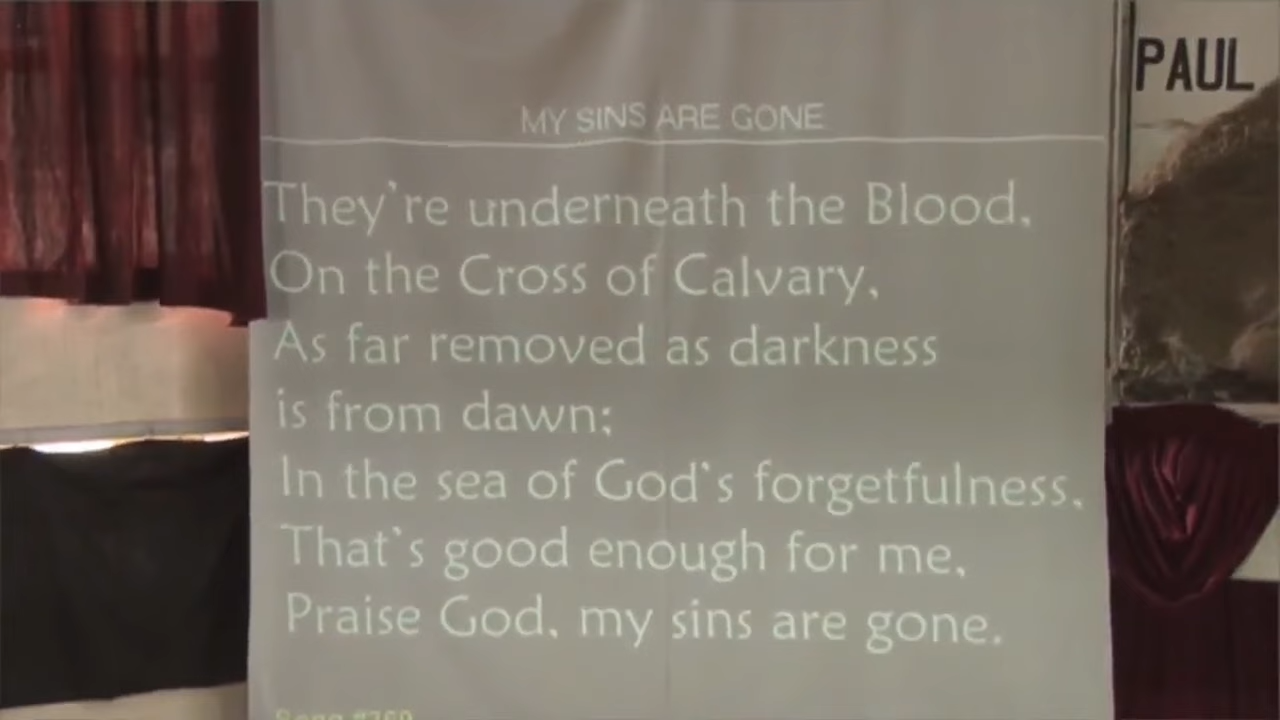 PAUL
MY SINS ARE GONE
They're underneath the Blood,
On the Cross of Calvary,
As far removed as darkness
is from dawn;
In the sea of God's forgetfulness,
That's good enough for me,
Praise God, my sins are gone.